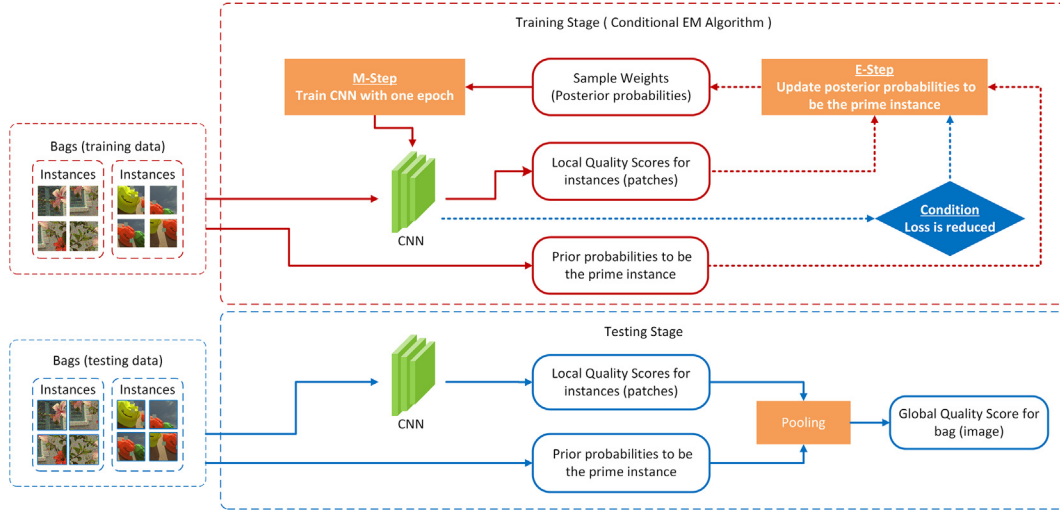 Training Stage ( Conditional EM Algorithm )
M-Step
Train CNN with one epoch
Sample Weights
(Posterior probabilities)
E-Step
Update posterior probabilities to
be the prime instance
Bags (training data)
Instances
Instances
Local Quality Scores for
instances (patches)
CNN
Condition
Loss is reduced
Prior probabilities to be
the prime instance
Testing Stage
Bags (testing data)
Instances
Instances
CNN
Local Quality Scores for
instances (patches)
Pooling
Global Quality Score for
bag (image)
Prior probabilities to be
the prime instance